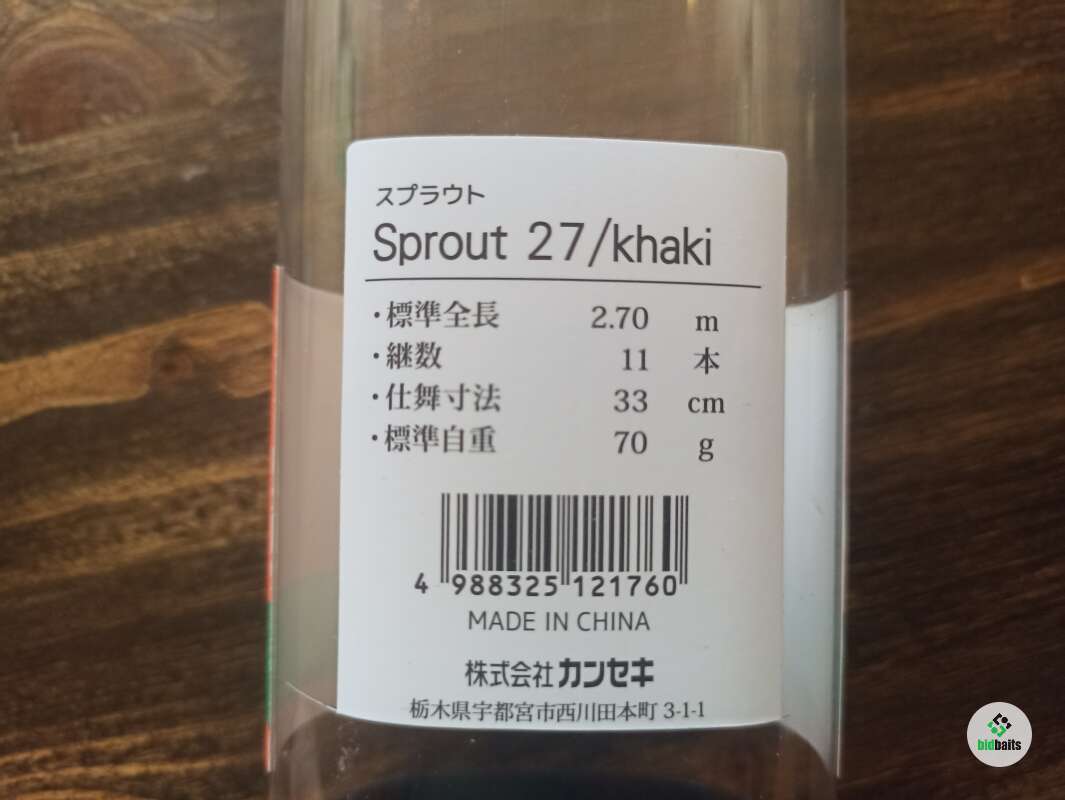 スプラウト
Sprout 27/khaki
・標準全長 2.70 m
・継数 11 本
・仕舞寸法 33 cm
・標準自重 70 g
4 988325 121760
MADE IN CHINA
株式会社カンセキ
栃木県宇都宮市西川田本町 3-1-1
bidbaits